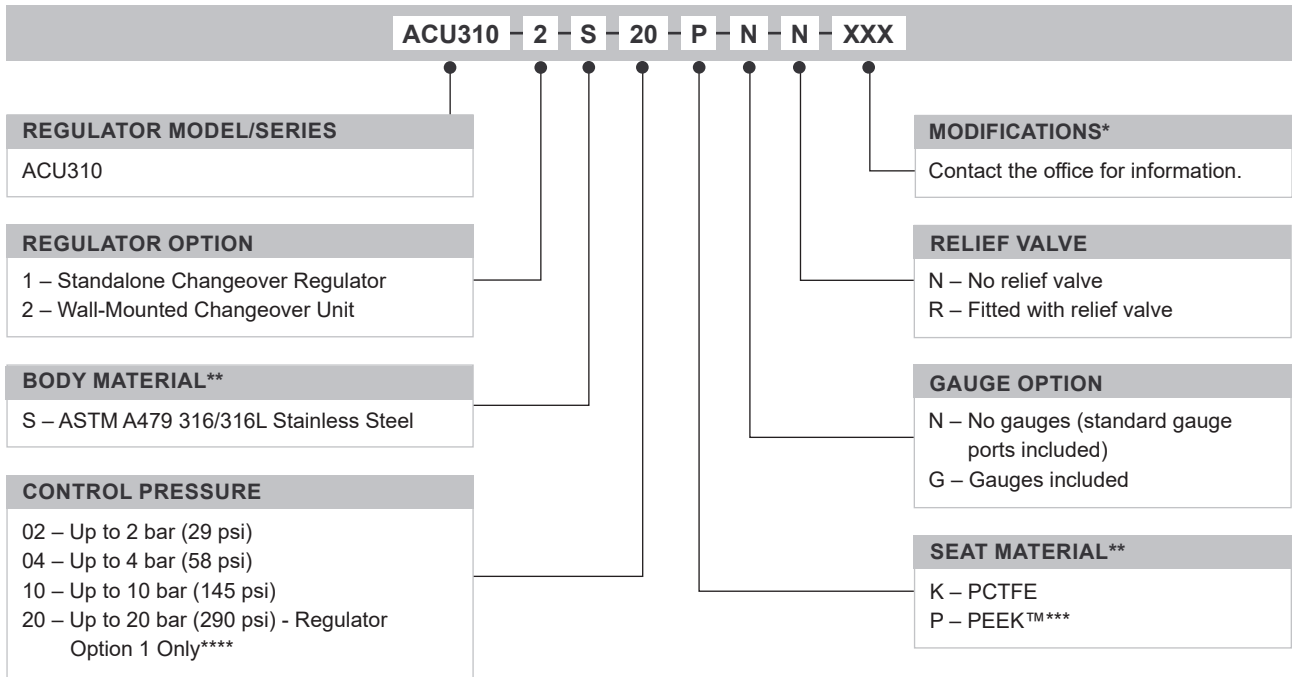 ACU310 2 S 20 P N N XXX
REGULATOR MODEL/SERIES
ACU310
REGULATOR OPTION
1 – Standalone Changeover Regulator
2 – Wall-Mounted Changeover Unit
BODY MATERIAL**
S – ASTM A479 316/316L Stainless Steel
CONTROL PRESSURE
02 – Up to 2 bar (29 psi)
04 – Up to 4 bar (58 psi)
10 – Up to 10 bar (145 psi)
20 – Up to 20 bar (290 psi) - Regulator
Option 1 Only****
MODIFICATIONS*
Contact the office for information.
RELIEF VALVE
N – No relief valve
R – Fitted with relief valve
GAUGE OPTION
N – No gauges (standard gauge
ports included)
G – Gauges included
SEAT MATERIAL**
K – PCTFE
P – PEEK™***